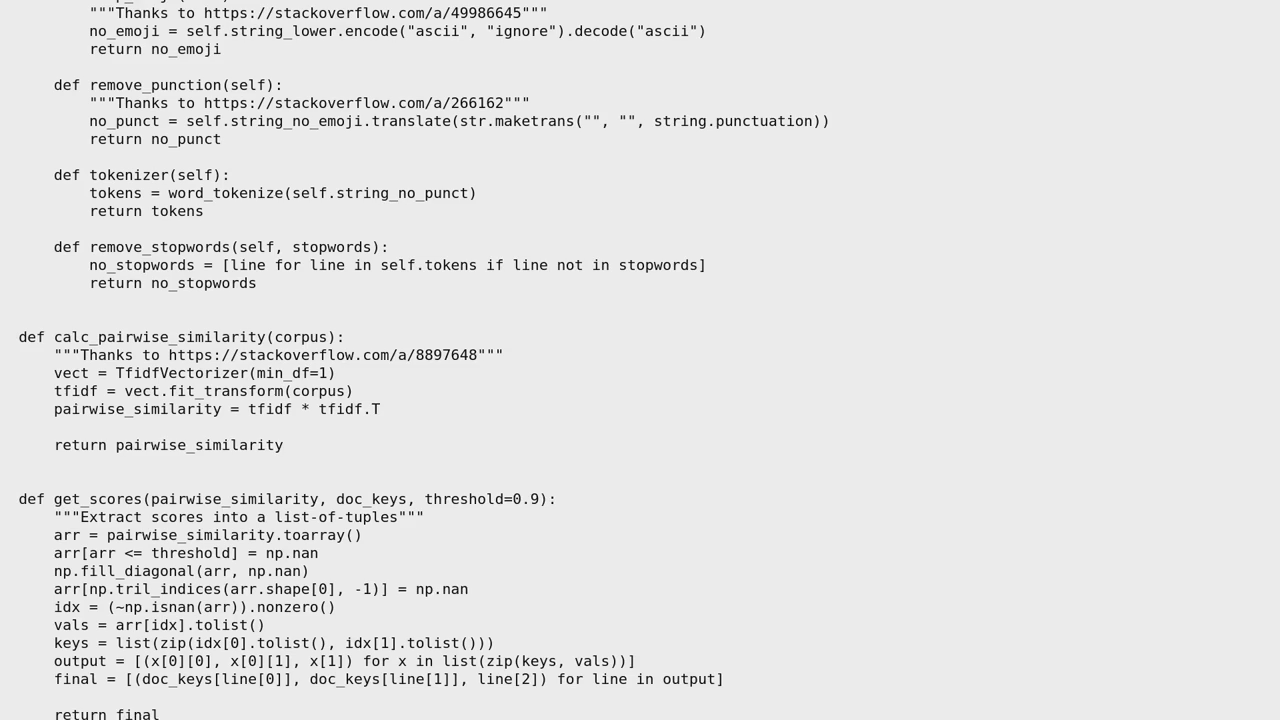 """Thanks to https://stackoverflow.com/a/49986645"""
no_emoji = self.string_lower.encode("ascii", "ignore").decode("ascii")
return no_emoji
def remove_punction(self):
"""Thanks to https://stackoverflow.com/a/266162"""
no_punct = self.string_no_emoji.translate(str.maketrans("", "", string.punctuation))
return no_punct
def tokenizer(self):
tokens = word_tokenize(self.string_no_punct)
return tokens
def remove_stopwords(self, stopwords):
no_stopwords = [line for line in self.tokens if line not in stopwords]
return no_stopwords
def calc_pairwise_similarity(corpus):
"""Thanks to https://stackoverflow.com/a/8897648"""
vect = TfidfVectorizer(min_df=1)
tfidf = vect.fit_transform(corpus)
pairwise_similarity = tfidf * tfidf.T
return pairwise_similarity
def get_scores(pairwise_similarity, doc_keys, threshold=0.9):
"""Extract scores into a list-of-tuples"""
arr = pairwise_similarity.toarray()
arr[arr <= threshold] = np.nan
np.fill_diagonal(arr, np.nan)
arr[np.tril_indices(arr.shape[0], -1)] = np.nan
idx = (~np.isnan(arr)).nonzero()
vals = arr[idx].tolist()
keys = list(zip(idx[0].tolist(), idx[1].tolist()))
output = [(x[0][0], x[0][1], x[1]) for x in list(zip(keys, vals))]
final = [(doc_keys[line[0]], doc_keys[line[1]], line[2]) for line in output]
return final